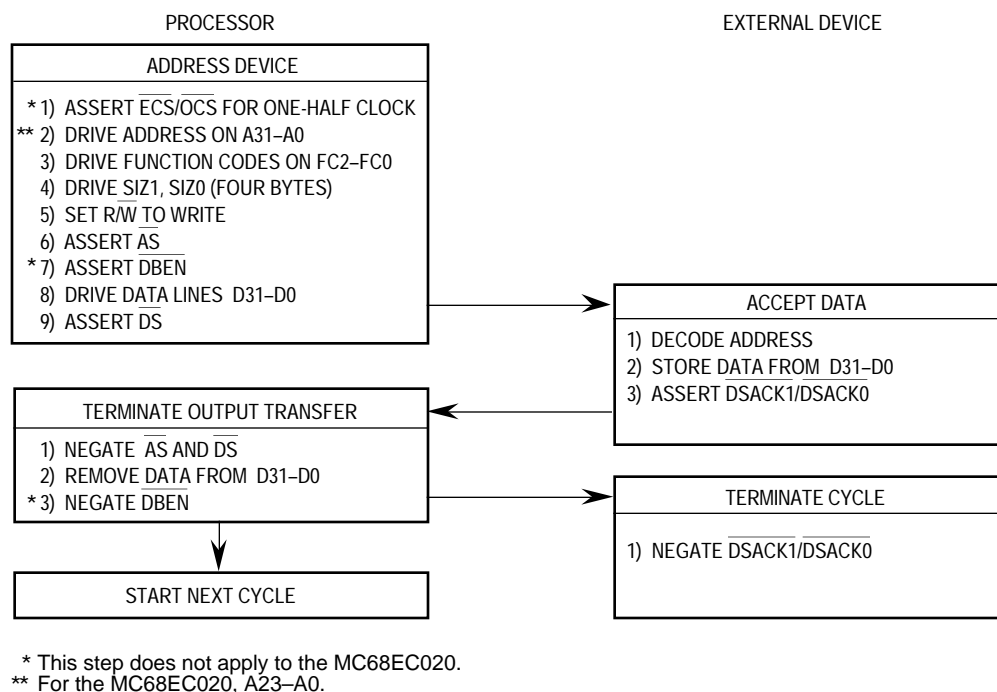 PROCESSOR
EXTERNAL DEVICE
ADDRESS DEVICE
* 1) ASSERT ECS/OCS FOR ONE-HALF CLOCK
** 2) DRIVE ADDRESS ON A31–A0
3) DRIVE FUNCTION CODES ON FC2–FC0
4) DRIVE SIZ1, SIZ0 (FOUR BYTES)
5) SET R/W TO WRITE
6) ASSERT AS
* 7) ASSERT DBEN
8) DRIVE DATA LINES D31–D0
9) ASSERT DS
ACCEPT DATA
1) DECODE ADDRESS
2) STORE DATA FROM D31–D0
3) ASSERT DSACK1/DSACK0
TERMINATE OUTPUT TRANSFER
1) NEGATE AS AND DS
2) REMOVE DATA FROM D31–D0
* 3) NEGATE DBEN
TERMINATE CYCLE
1) NEGATE DSACK1/DSACK0
START NEXT CYCLE
* This step does not apply to the MC68EC020.
** For the MC68EC020, A23–A0.